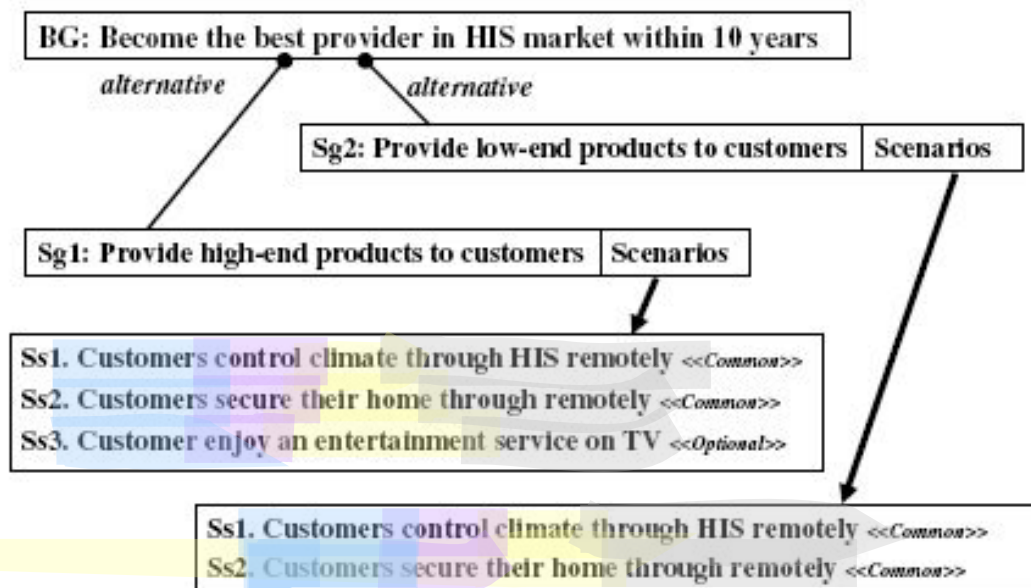 BG: Become the best provider in HIS market within 10 years
alternative
alternative
Sg2: Provide low-end products to customers Scenarios
Sg1: Provide high-end products to customers Scenarios
Ss1. Customers control climate through HIS remotely <<Common>>
Ss2. Customers secure their home through remotely <<Common>>
Ss3. Customer enjoy an entertainment service on TV <<Optional>>
Ss1. Customers control climate through HIS remotely <<Common>>
Ss2. Customers secure their home through remotely <<Common>>